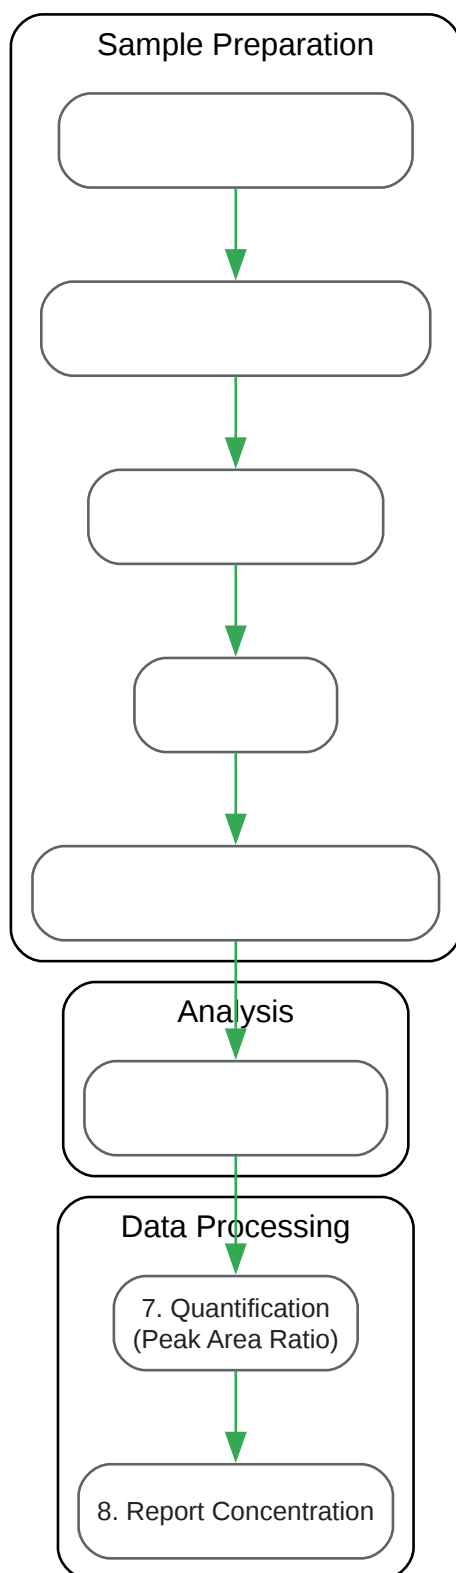 Sample Preparation
Analysis
Data Processing
7. Quantification
(Peak Area Ratio)
8. Report Concentration